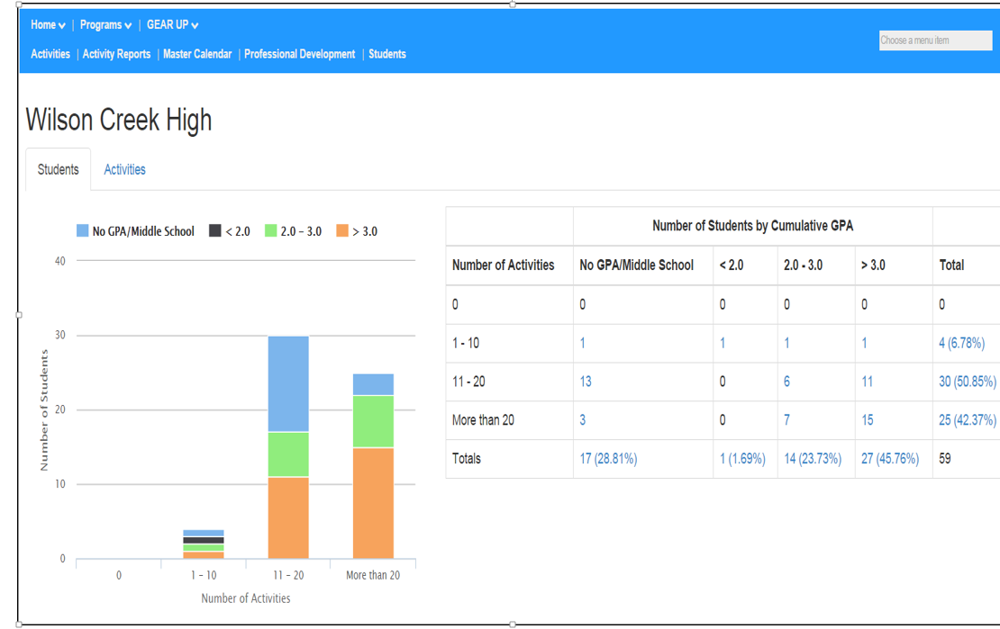 Home | Programs | GEAR UP
Choose a menu item
Activities | Activity Reports | Master Calendar | Professional Development | Students
Wilson Creek High
Students Activities
No GPA/Middle School < 2.0 2.0 – 3.0 > 3.0
40
30
20
10
0
Number of Students
0 1 – 10 11 – 20 More than 20
Number of Activities
Number of Students by Cumulative GPA
Number of Activities No GPA/Middle School < 2.0 2.0 - 3.0 > 3.0 Total
0 0 0 0 0 0
1 - 10 1 1 1 1 4 (6.78%)
11 - 20 13 0 6 11 30 (50.85%)
More than 20 3 0 7 15 25 (42.37%)
Totals 17 (28.81%) 1 (1.69%) 14 (23.73%) 27 (45.76%) 59